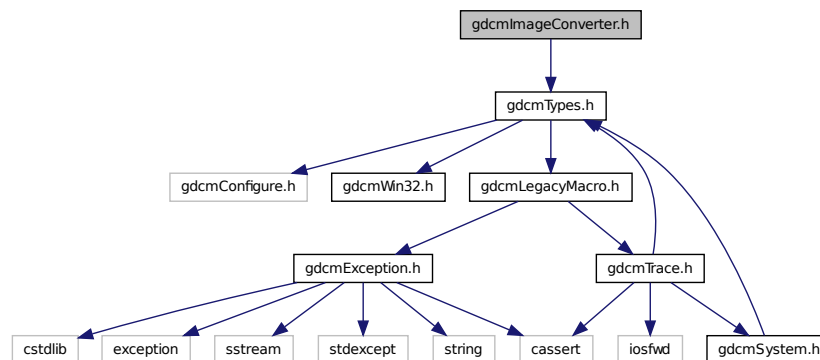 gdcmImageConverter.h
gdcmTypes.h
gdcmConfigure.h
gdcmWin32.h
gdcmLegacyMacro.h
gdcmException.h
gdcmTrace.h
cstdlib
exception
sstream
stdexcept
string
cassert
iosfwd
gdcmSystem.h